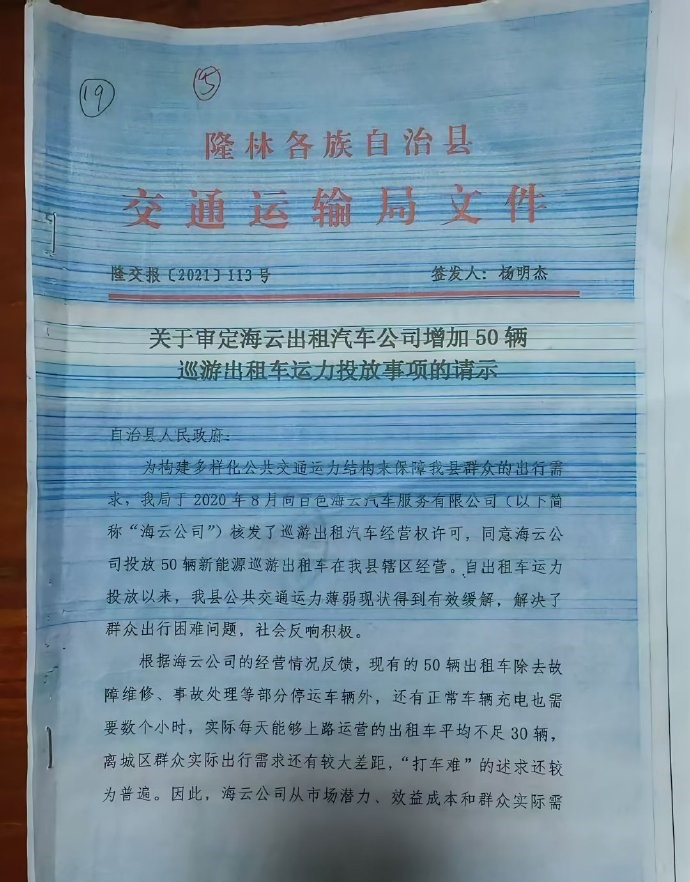 19
5
隆林各族自治县
交通运输局文件
隆交报〔2021〕113号 签发人：杨明杰
关于审定海云出租汽车公司增加50辆
巡游出租车运力投放事项的请示
自治县人民政府：
为构建多样化公共交通运力结构来保障我县群众的出行需
求，我局于2020年8月向百色海云汽车服务有限公司（以下简
称“海云公司”）核发了巡游出租汽车经营权许可，同意海云公
司投放50辆新能源巡游出租车在我县辖区经营。自出租车运力
投放以来，我县公共交通运力薄弱现状得到有效缓解，解决了
群众出行困难问题，社会反响积极。
根据海云公司的经营情况反馈，现有的50辆出租车除去故
障维修、事故处理等部分停运车辆外，还有正常车辆充电也需
要数个小时，实际每天能够上路运营的出租车平均不足30辆，
离城区群众实际出行需求还有较大差距，“打车难”的述求还较
为普遍。因此，海云公司从市场潜力、效益成本和群众实际需